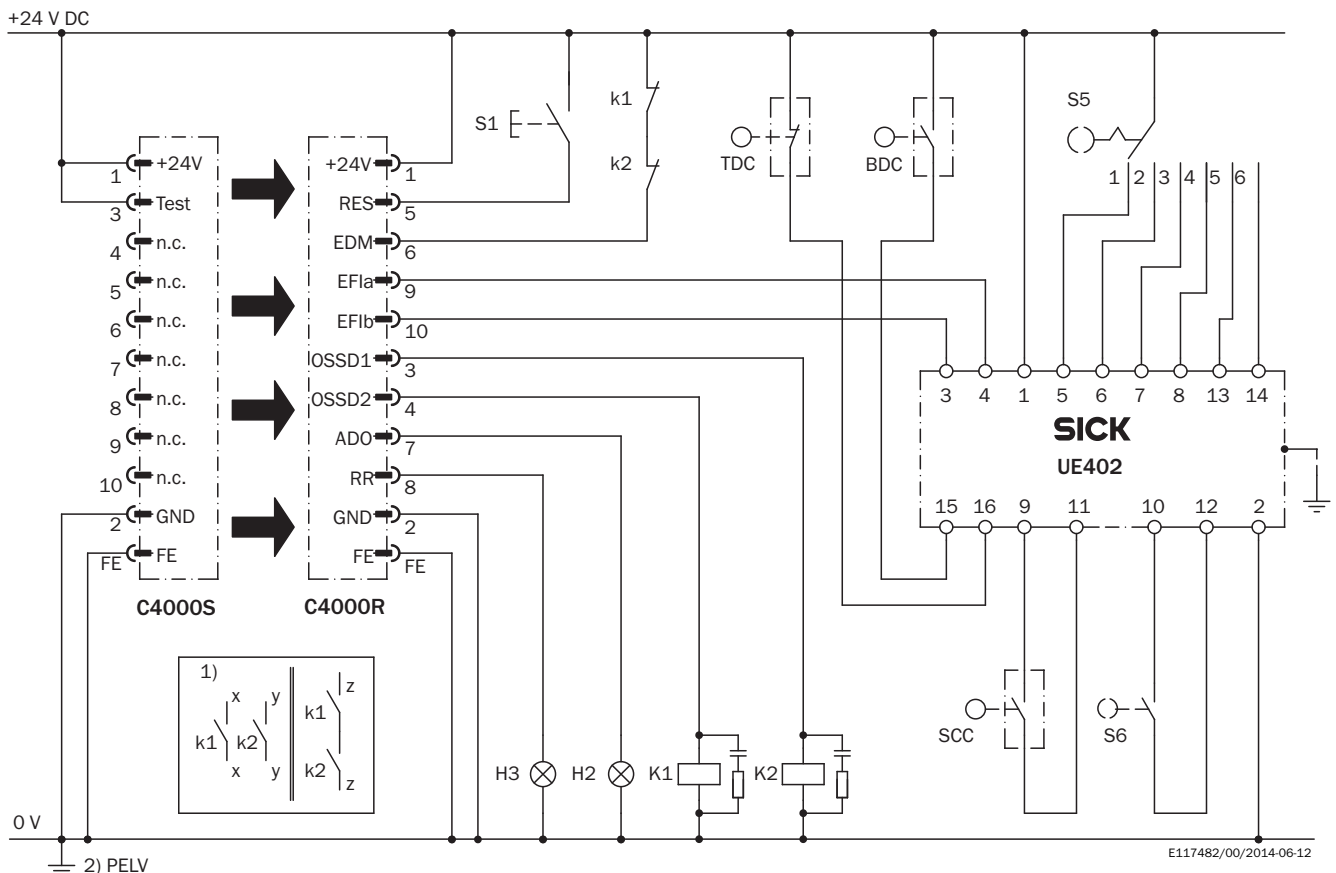 +24 V DC
S1
k1
k2
TDC
BDC
S5
1 2 3 4 5 6
+24V
1
Test
3
n.c.
4
n.c.
5
n.c.
6
n.c.
7
n.c.
8
n.c.
9
n.c.
10
GND
2
FE
FE
C4000S
+24V
1
RES
5
EDM
6
EFIa
9
EFIb
10
OSSD1
3
OSSD2
4
ADO
7
RR
8
GND
2
FE
FE
C4000R
3 4 1 5 6 7 8 13 14
SICK
UE402
15 16 9 11 10 12 2
SCC
S6
1)
x y z
k1 k2 k1
k2
x y z
H3 H2 K1 K2
0 V
2) PELV
E117482/00/2014-06-12